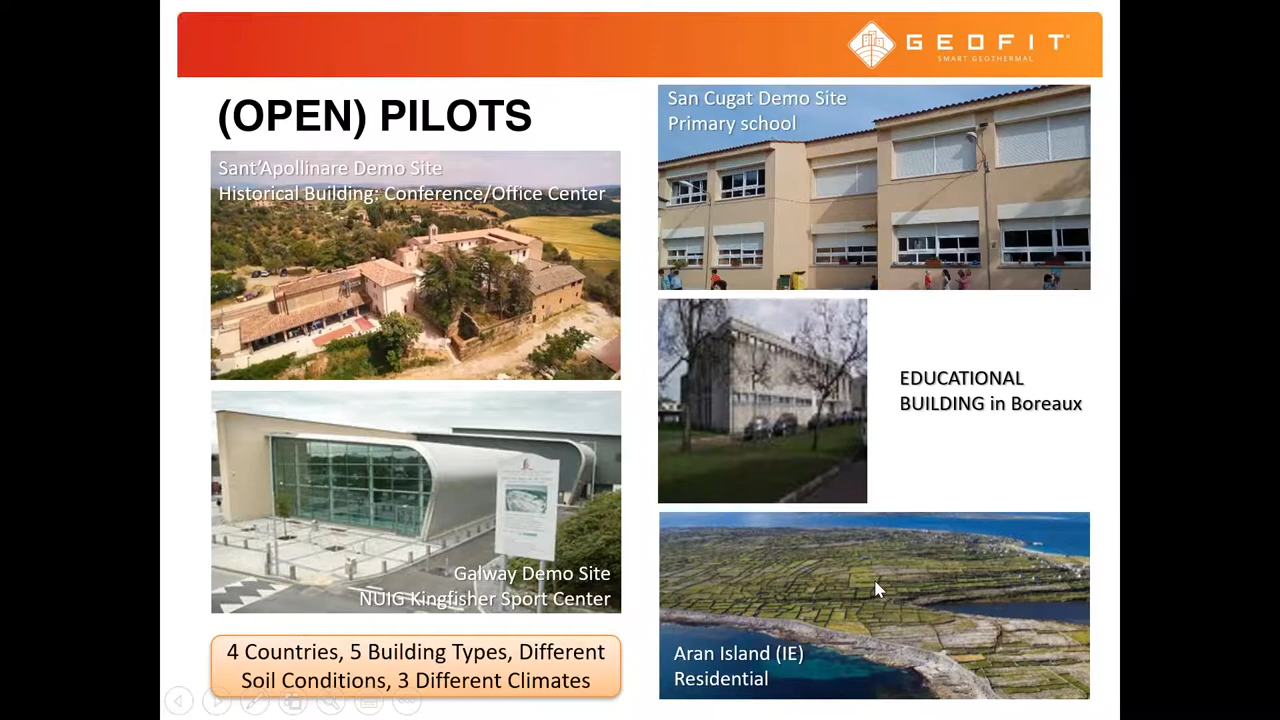 GEOFIT
SMART GEOTHERMAL
(OPEN) PILOTS
Sant'Apollinare Demo Site
Historical Building: Conference/Office Center
Galway Demo Site
NUIG Kingfisher Sport Center
4 Countries, 5 Building Types, Different
Soil Conditions, 3 Different Climates
San Cugat Demo Site
Primary school
EDUCATIONAL
BUILDING in Boreaux
Aran Island (IE)
Residential